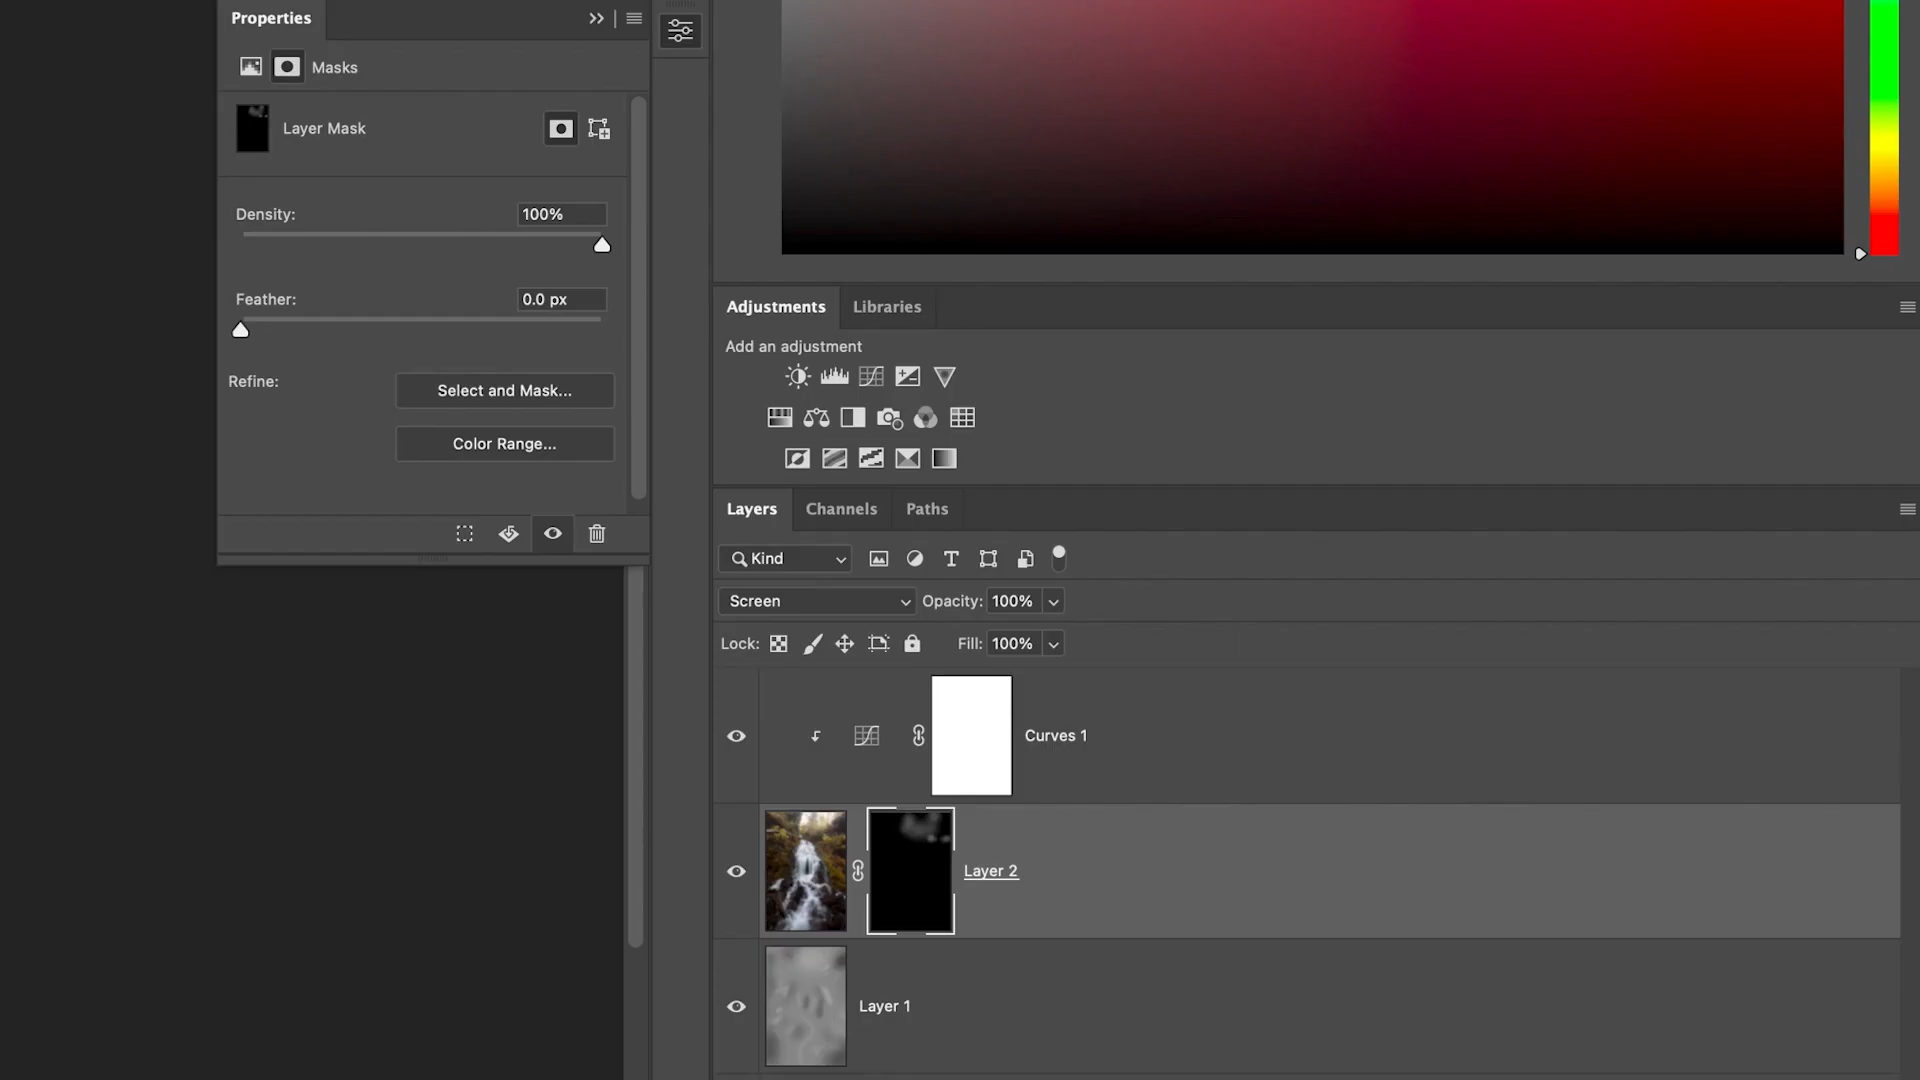 Properties
Masks
Layer Mask
Density:
100%
Feather:
0.0 px
Refine:
Select and Mask...
Color Range...
Adjustments
Libraries
Add an adjustment
Layers
Channels
Paths
Kind
Screen
Opacity:
100%
Lock:
Fill:
100%
Curves 1
Layer 2
Layer 1